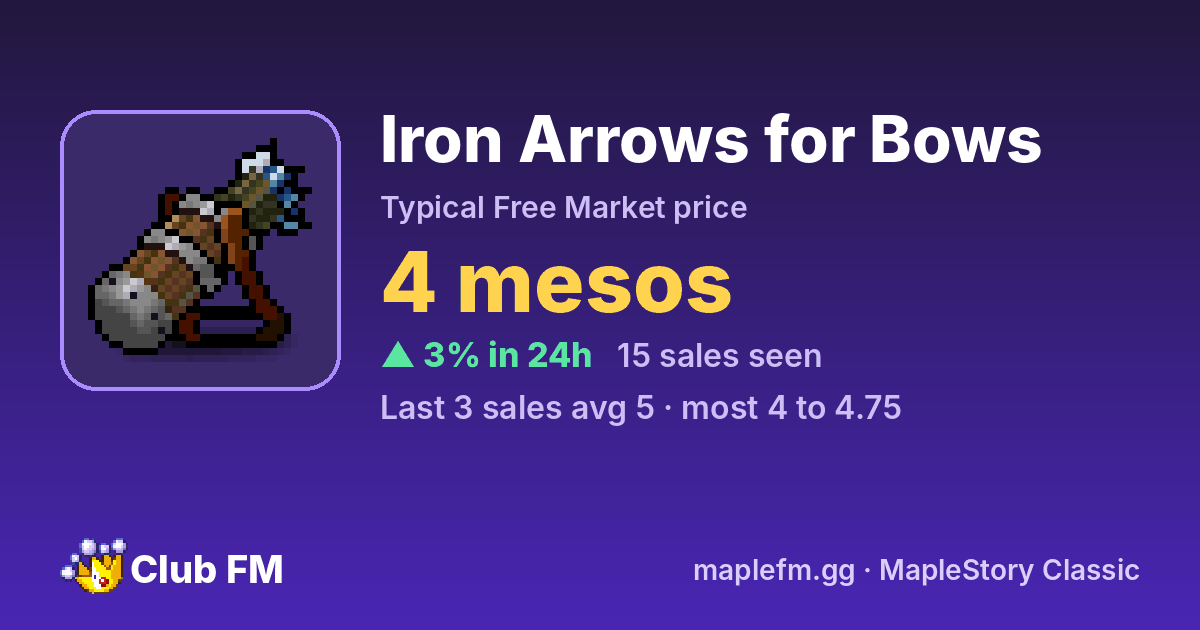 Iron Arrows for Bows
Typical Free Market price
4 mesos
▲ 3% in 24h 15 sales seen
Last 3 sales avg 5 · most 4 to 4.75
Club FM
maplefm.gg · MapleStory Classic